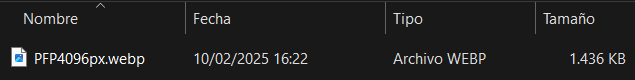 Nombre Fecha Tipo Tamaño
PFP4096px.webp 10/02/2025 16:22 Archivo WEBP 1.436 KB